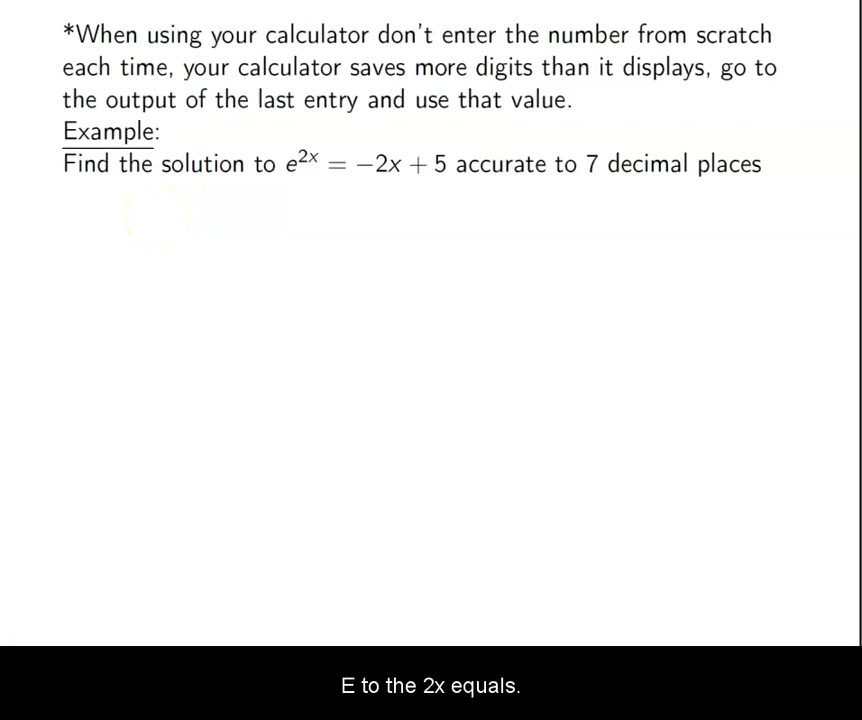 *When using your calculator don't enter the number from scratch
each time, your calculator saves more digits than it displays, go to
the output of the last entry and use that value.
Example:
Find the solution to e^{2x} = −2x + 5 accurate to 7 decimal places
E to the 2x equals.